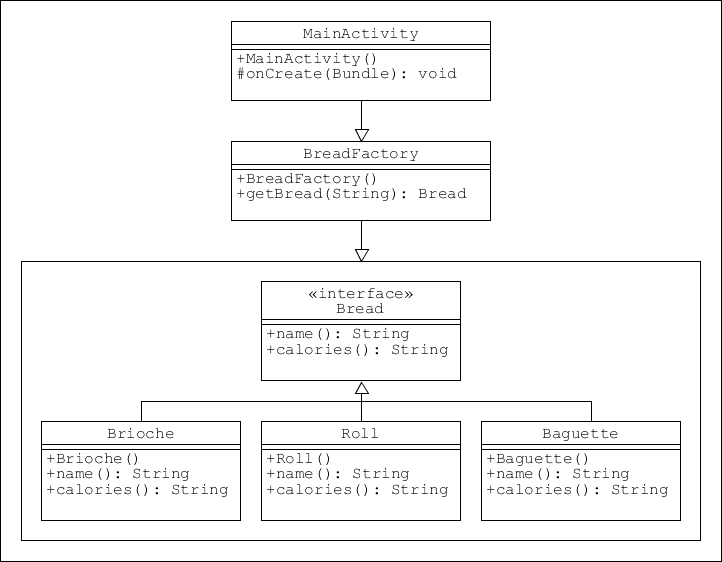 MainActivity
+MainActivity()
#onCreate(Bundle): void
BreadFactory
+BreadFactory()
+getBread(String): Bread
«interface»
Bread
+name(): String
+calories(): String
Brioche
+Brioche()
+name(): String
+calories(): String
Roll
+Roll()
+name(): String
+calories(): String
Baguette
+Baguette()
+name(): String
+calories(): String